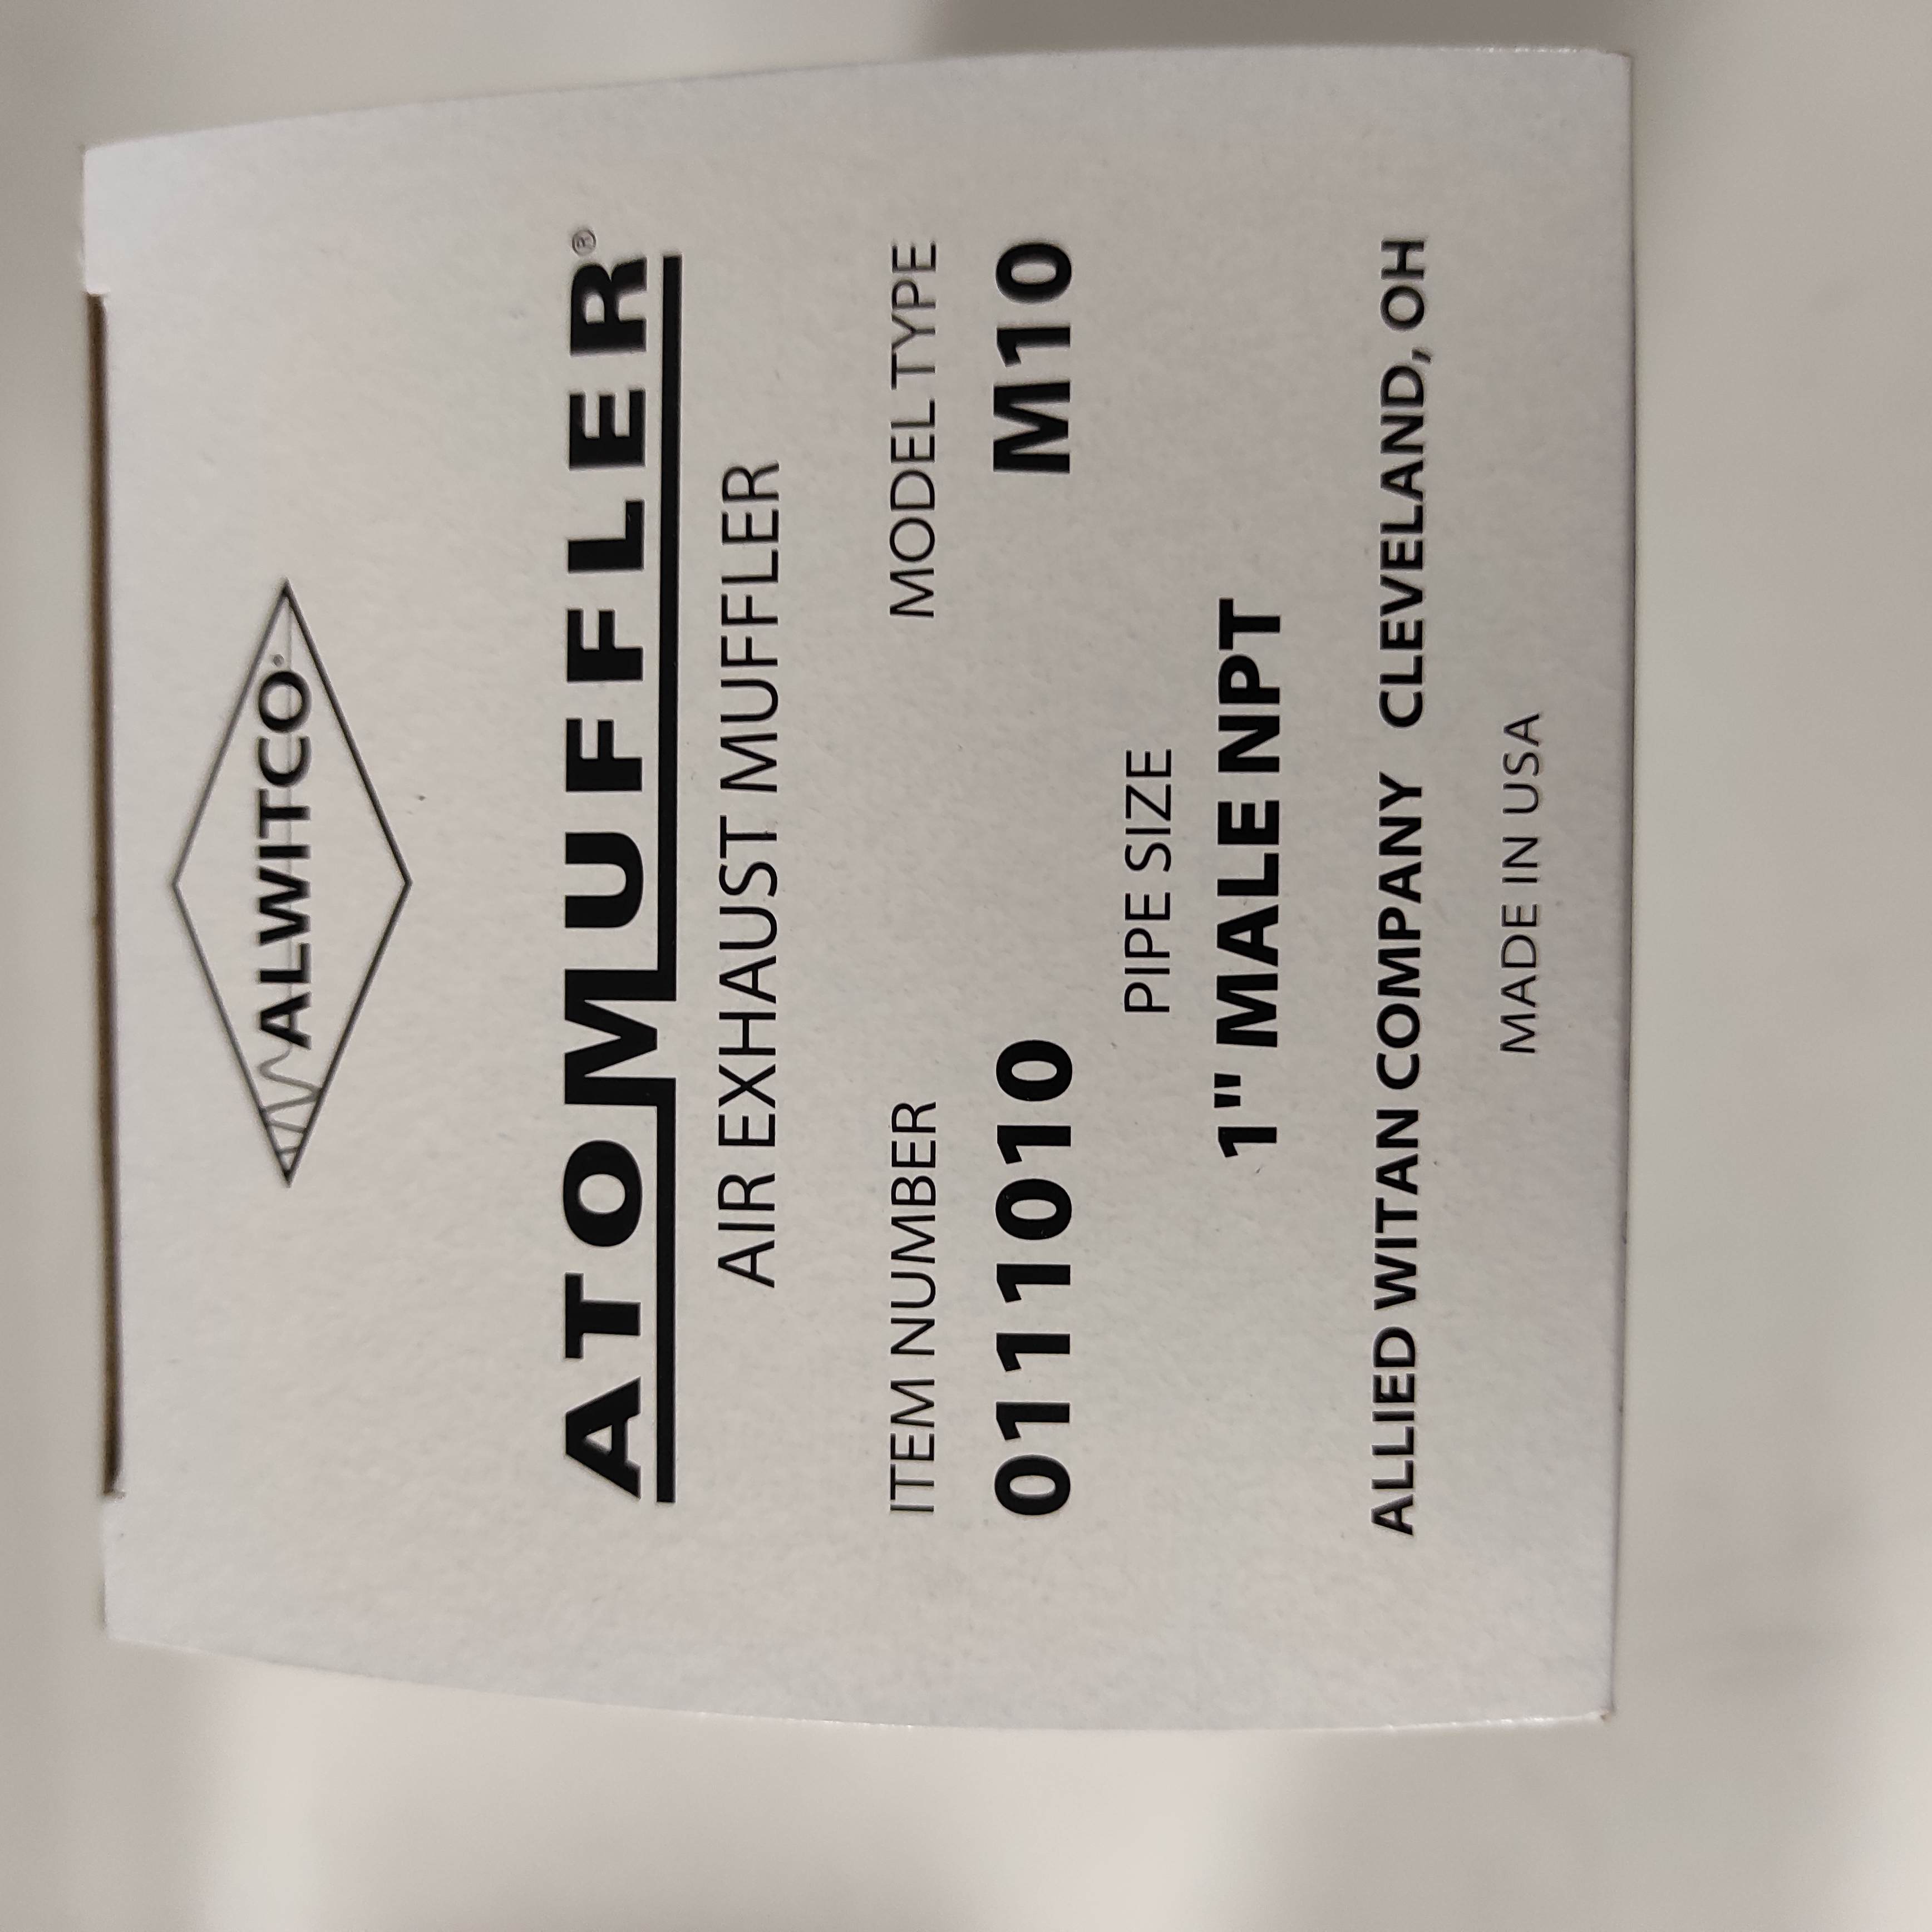 ALWITCO®
ATOMUFFLER®
AIR EXHAUST MUFFLER
ITEM NUMBER MODEL TYPE
0111010 M10
PIPE SIZE
1" MALE NPT
ALLIED WITAN COMPANY CLEVELAND, OH
MADE IN USA